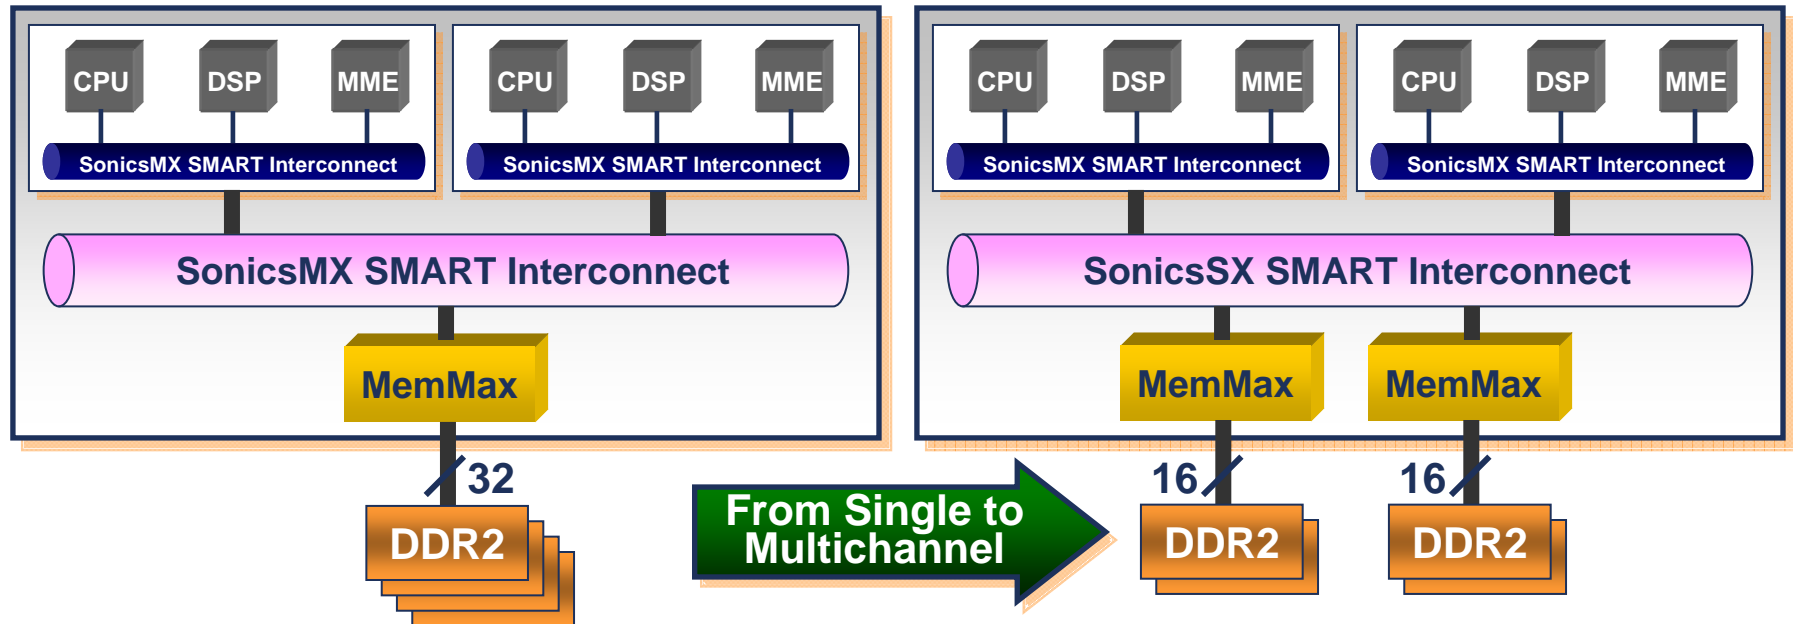 CPU DSP MME
SonicsMX SMART Interconnect
CPU DSP MME
SonicsMX SMART Interconnect
SonicsMX SMART Interconnect
MemMax
32
DDR2
From Single to
Multichannel
CPU DSP MME
SonicsMX SMART Interconnect
CPU DSP MME
SonicsMX SMART Interconnect
SonicsSX SMART Interconnect
MemMax MemMax
16 16
DDR2 DDR2